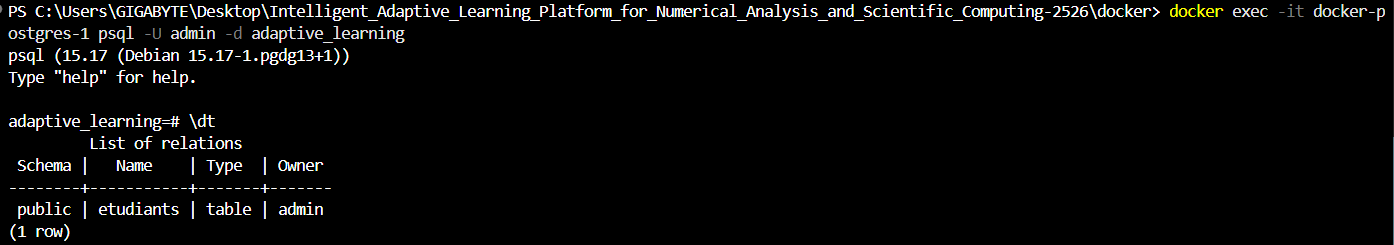 PS C:\Users\GIGABYTE\Desktop\Intelligent_Adaptive_Learning_Platform_for_Numerical_Analysis_and_Scientific_Computing-2526\docker> docker exec -it docker-p
ostgres-1 psql -U admin -d adaptive_learning
psql (15.17 (Debian 15.17-1.pgdg13+1))
Type "help" for help.

adaptive_learning=# \dt
          List of relations
 Schema |   Name    | Type  | Owner
--------+-----------+-------+-------
 public | etudiants | table | admin
(1 row)